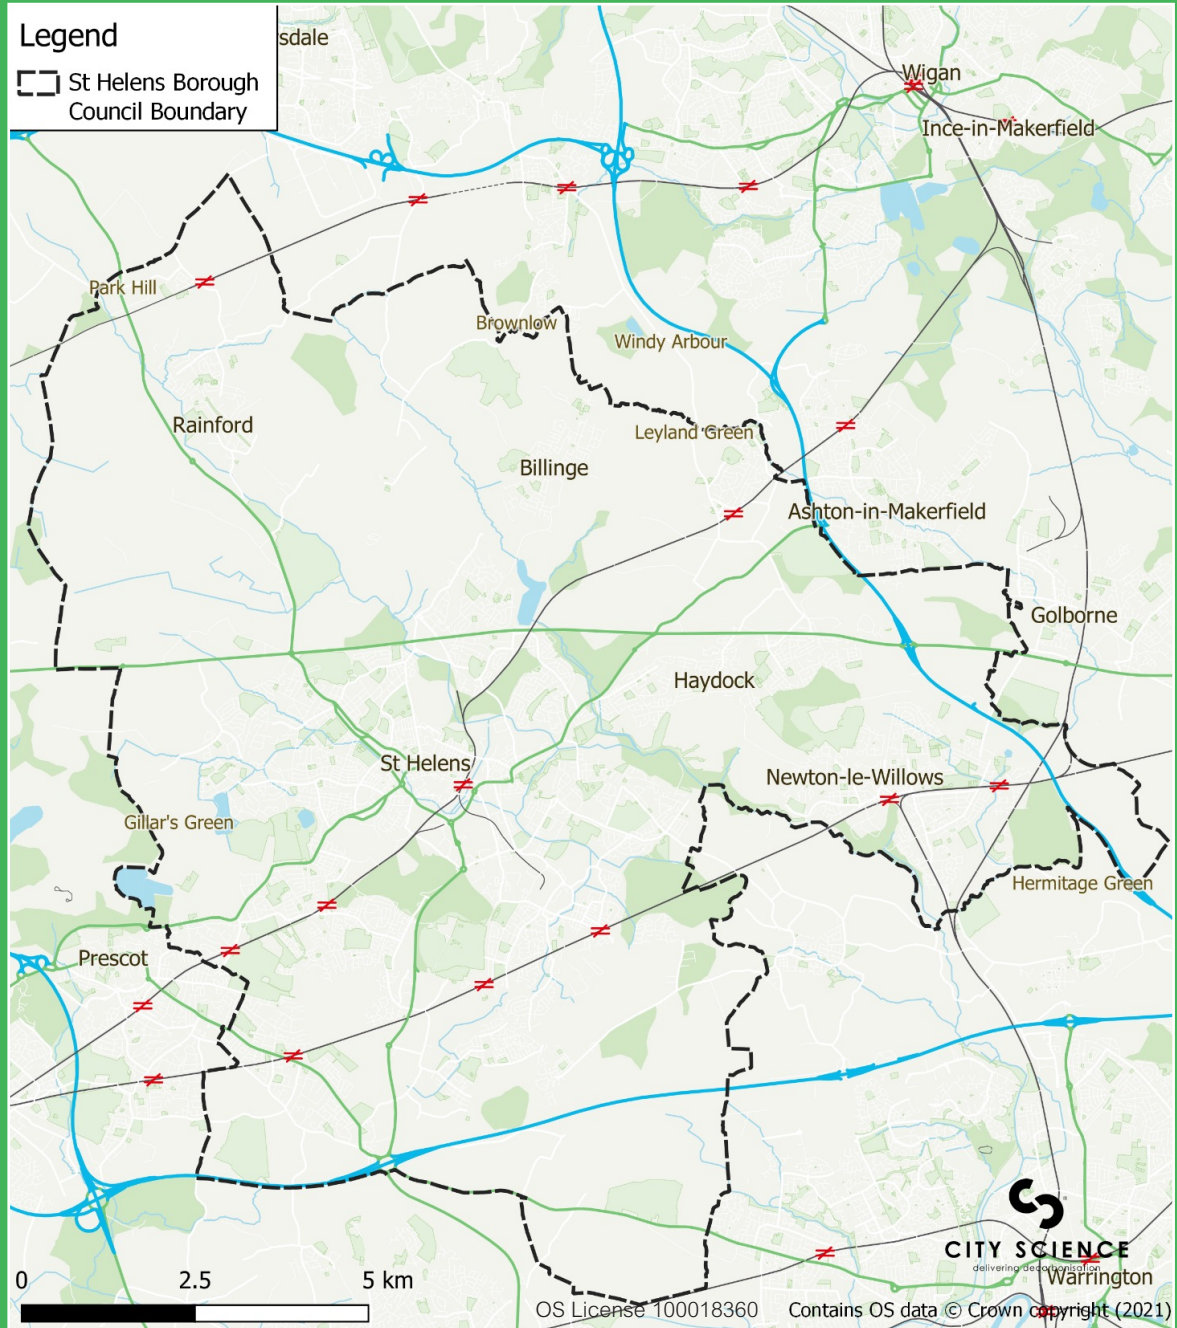 Legend
St Helens Borough
Council Boundary
sdale
Wigan
Ince-in-Makerfield
Park Hill
Brownlow
Windy Arbour
Rainford
Leyland Green
Billinge
Ashton-in-Makerfield
Golborne
Haydock
St Helens
Newton-le-Willows
Gillar's Green
Hermitage Green
Prescot
CITY SCIENCE
delivering decarbonisation
Warrington
0 2.5 5 km
OS License 100018360 Contains OS data © Crown copyright (2021)